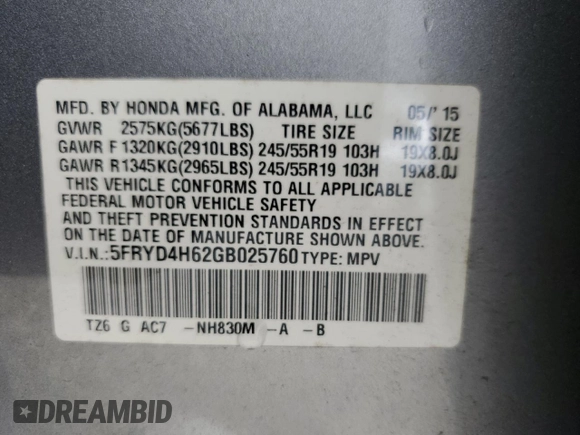 MFD. BY HONDA MFG. OF ALABAMA, LLC 05/'15
GVWR 2575KG(5677LBS) TIRE SIZE RIM SIZE
GAWR F 1320KG(2910LBS) 245/55R19 103H 19X8.0J
GAWR R 1345KG(2965LBS) 245/55R19 103H 19X8.0J
THIS VEHICLE CONFORMS TO ALL APPLICABLE
FEDERAL MOTOR VEHICLE SAFETY
AND THEFT PREVENTION STANDARDS IN EFFECT
ON THE DATE OF MANUFACTURE SHOWN ABOVE.
V.I.N.:5FRYD4H62GB025760 TYPE: MPV
TZ6 G AC7 -NH830M -A -B
DREAMBID